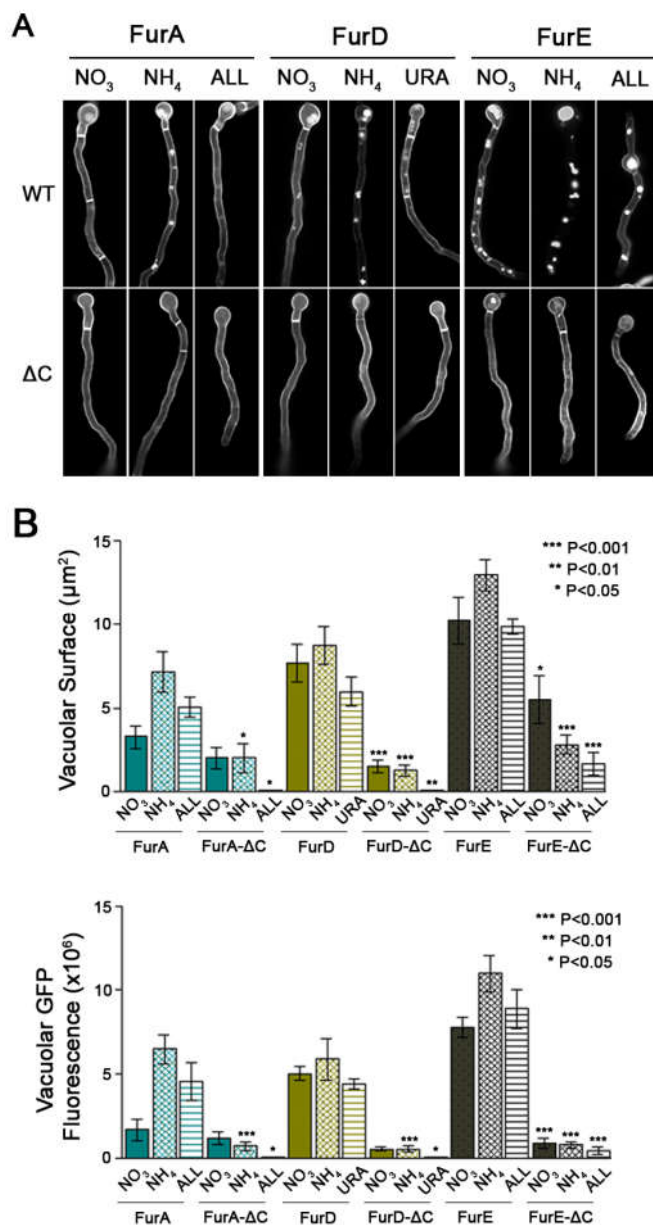 A
FurA FurD FurE
NO3 NH4 ALL NO3 NH4 URA NO3 NH4 ALL
WT
ΔC
B
15
*** P<0.001
** P<0.01
* P<0.05
10
5
0
Vacuolar Surface (µm²)
* * *** *** ** * *** ***
NO3 NH4 ALL NO3 NH4 ALL NO3 NH4 URA NO3 NH4 URA NO3 NH4 ALL NO3 NH4 ALL
FurA FurA-ΔC FurD FurD-ΔC FurE FurE-ΔC
15
*** P<0.001
** P<0.01
* P<0.05
10
5
0
Vacuolar GFP
Fluorescence (x10⁶)
*** * *** * *** *** ***
NO3 NH4 ALL NO3 NH4 ALL NO3 NH4 URA NO3 NH4 URA NO3 NH4 ALL NO3 NH4 ALL
FurA FurA-ΔC FurD FurD-ΔC FurE FurE-ΔC